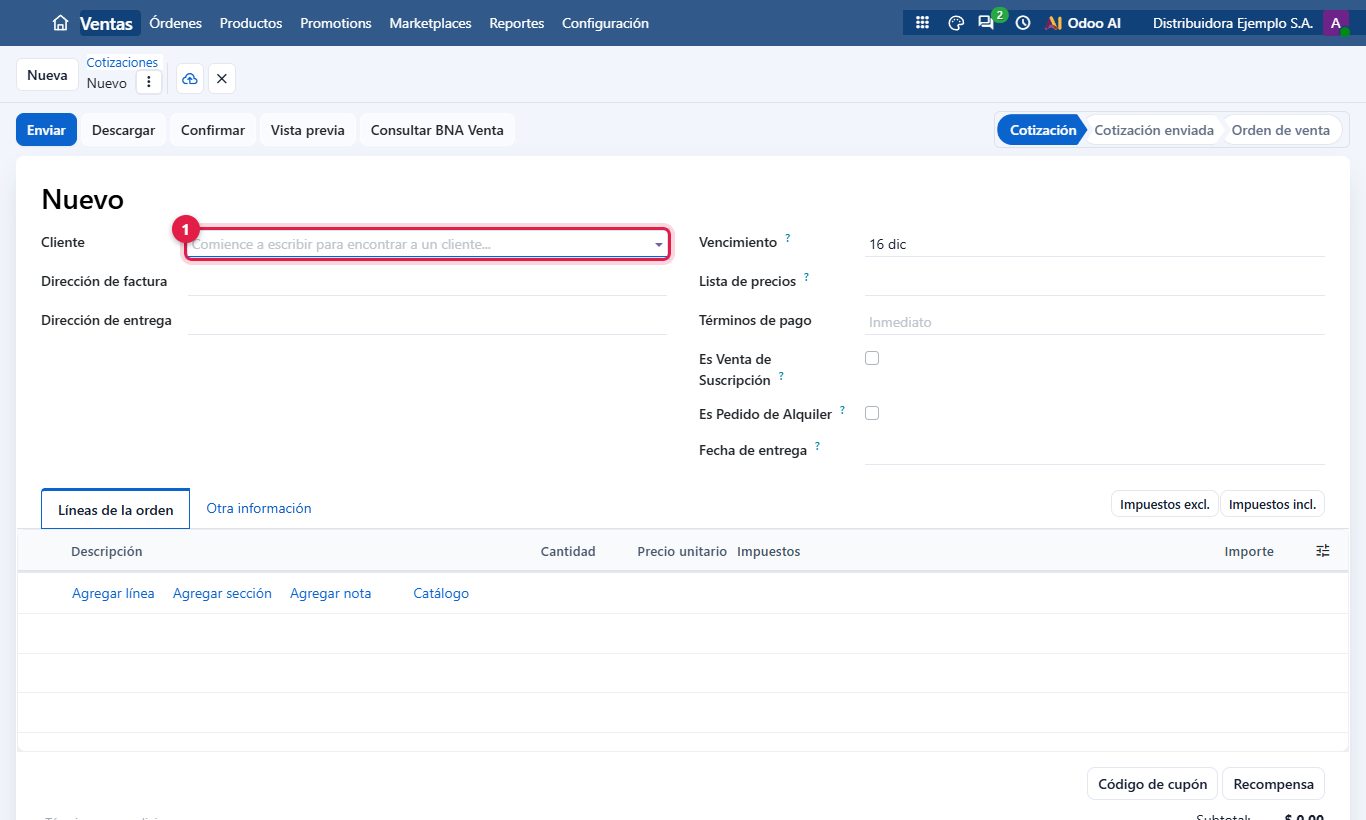 Ventas Órdenes Productos Promotions Marketplaces Reportes Configuración 2 Odoo AI Distribuidora Ejemplo S.A. A
Nueva
Cotizaciones
Nuevo
Enviar Descargar Confirmar Vista previa Consultar BNA Venta Cotización Cotización enviada Orden de venta
Nuevo
1
Cliente Comience a escribir para encontrar a un cliente...
Dirección de factura
Dirección de entrega
Vencimiento ? 16 dic
Lista de precios ?
Términos de pago Inmediato
Es Venta de
Suscripción ?
Es Pedido de Alquiler ?
Fecha de entrega ?
Líneas de la orden Otra información Impuestos excl. Impuestos incl.
Descripción Cantidad Precio unitario Impuestos Importe
Agregar línea Agregar sección Agregar nota Catálogo
Código de cupón Recompensa
Subtotal: $ 0,00